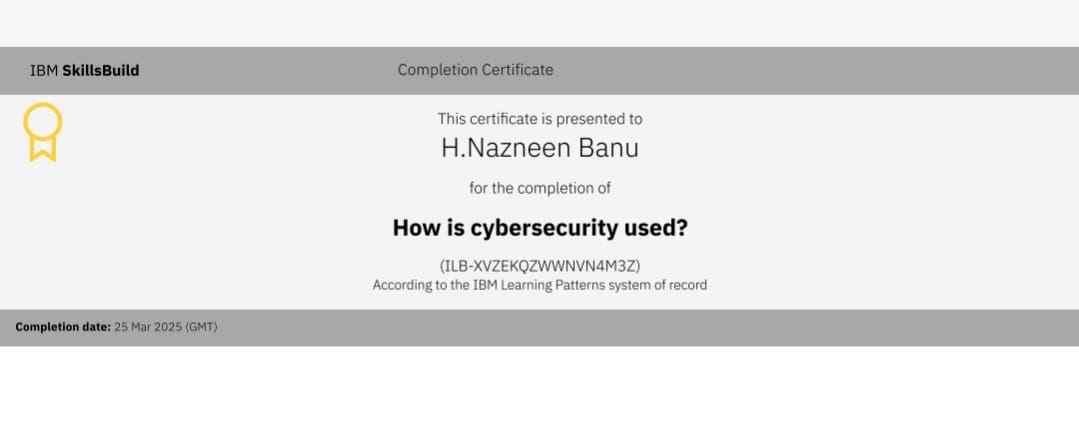 IBM SkillsBuild
Completion Certificate
This certificate is presented to
H.Nazneen Banu
for the completion of
How is cybersecurity used?
(ILB-XVZEKQZWWNVN4M3Z)
According to the IBM Learning Patterns system of record
Completion date: 25 Mar 2025 (GMT)